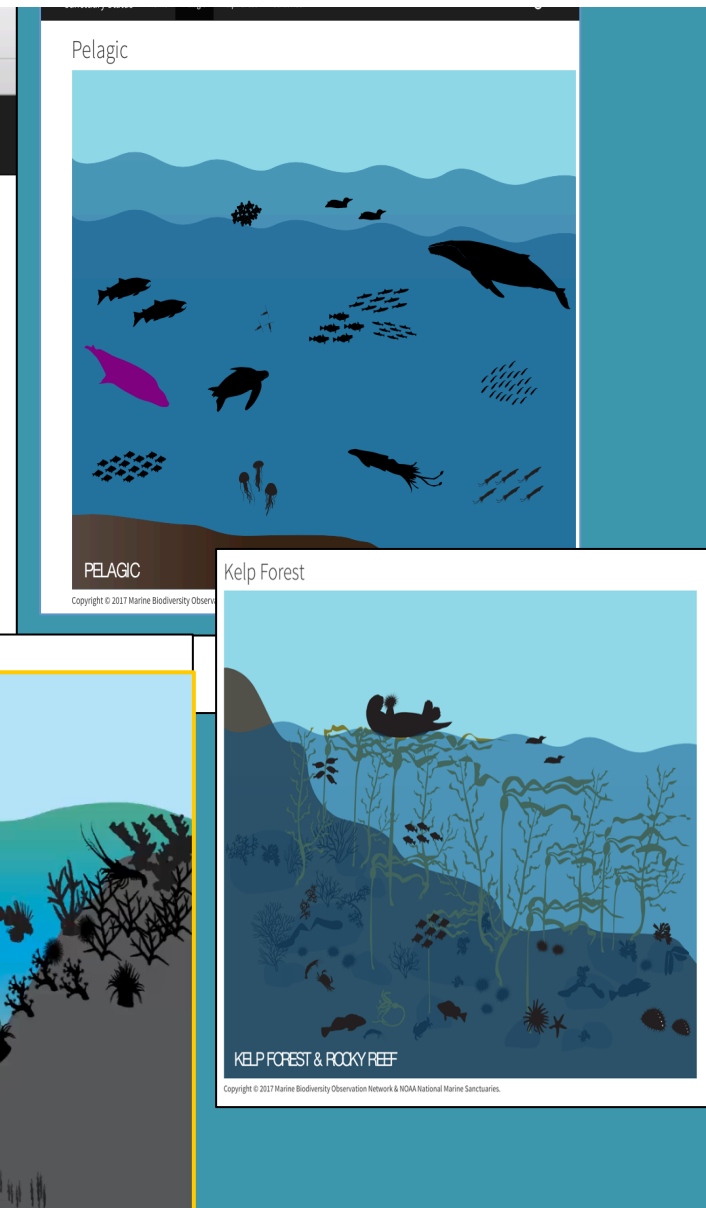 Pelagic
PELAGIC
Copyright © 2017 Marine Biodiversity
Kelp Forest
KELP FOREST & ROCKY REEF
Copyright © 2017 Marine Biodiversity Observation Network & NOAA National Marine Sanctuaries.